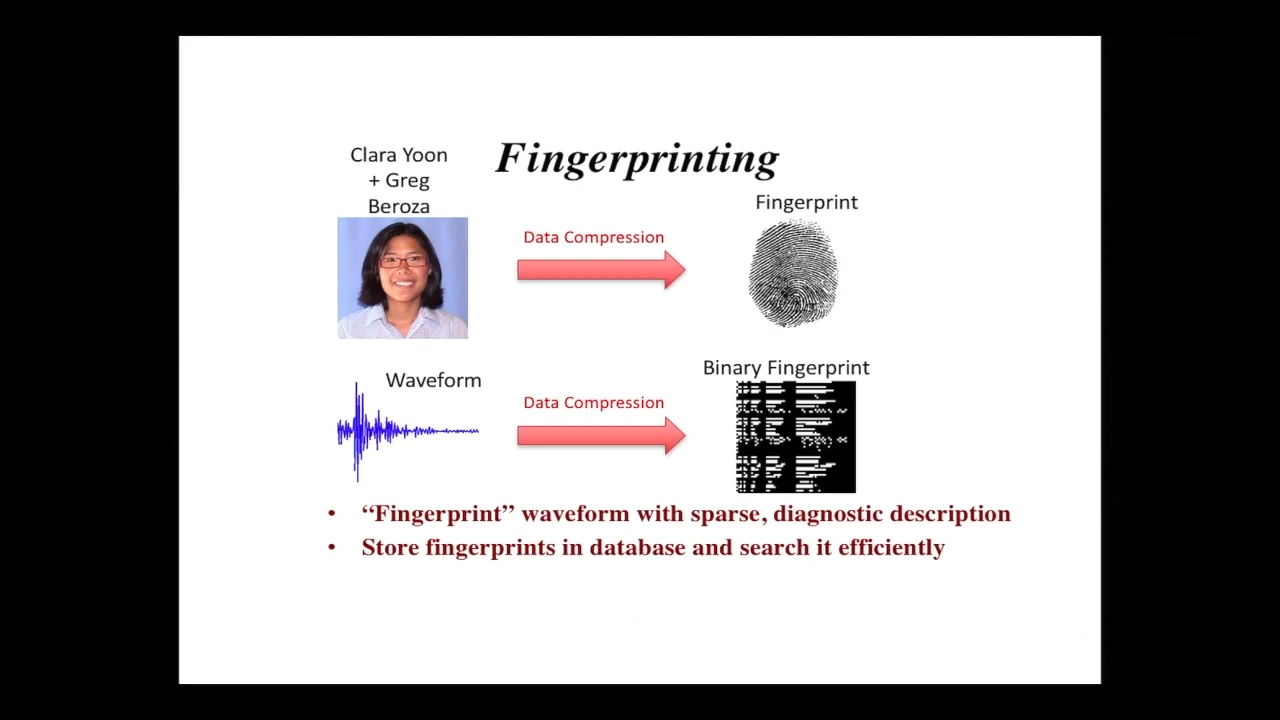 Clara Yoon
+ Greg
Beroza
Fingerprinting
Data Compression
Fingerprint
Waveform
Data Compression
Binary Fingerprint
• “Fingerprint” waveform with sparse, diagnostic description
• Store fingerprints in database and search it efficiently